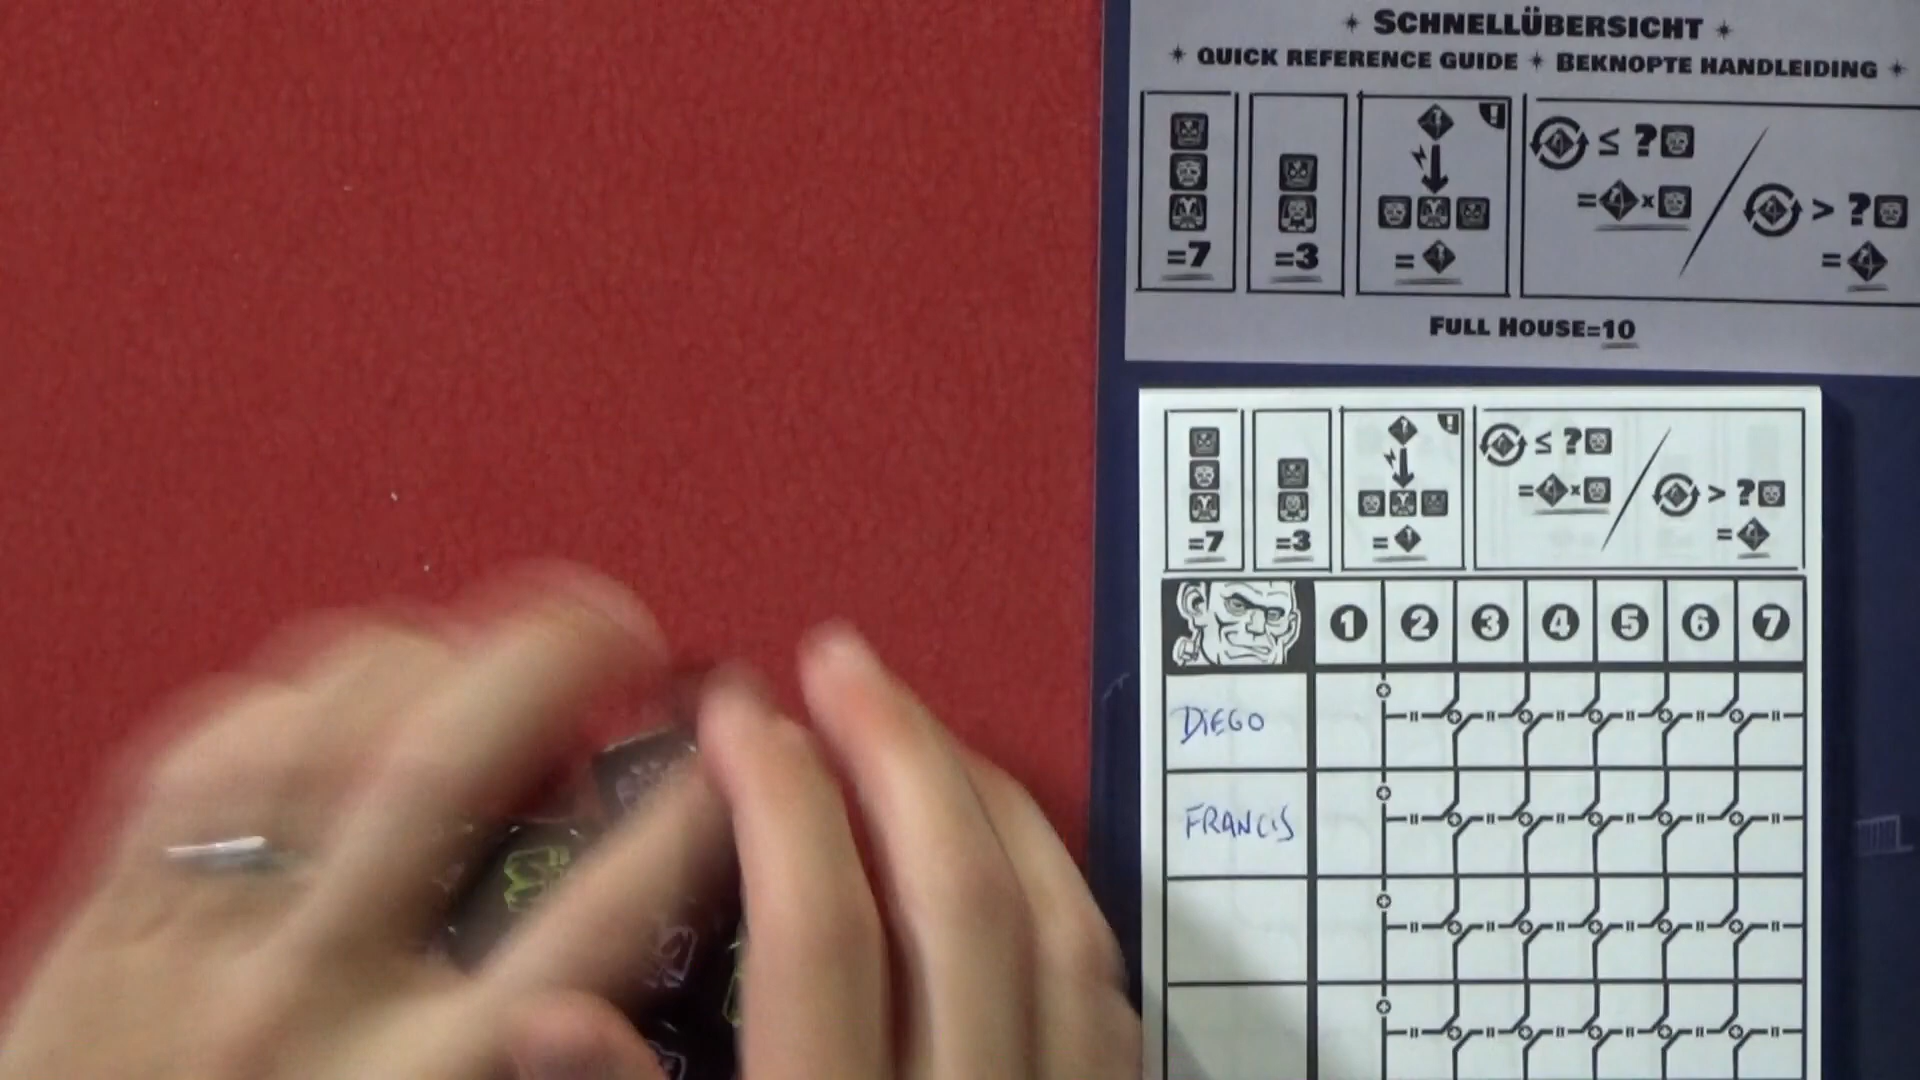 SCHNELLÜBERSICHT
QUICK REFERENCE GUIDE * BEKNOPTE HANDLEIDING
≤ ?
= x
> ?
=
=7
=3
=
FULL HOUSE=10
≤ ?
= x
> ?
=
=7
=3
=
1 2 3 4 5 6 7
DIEGO
FRANCIS